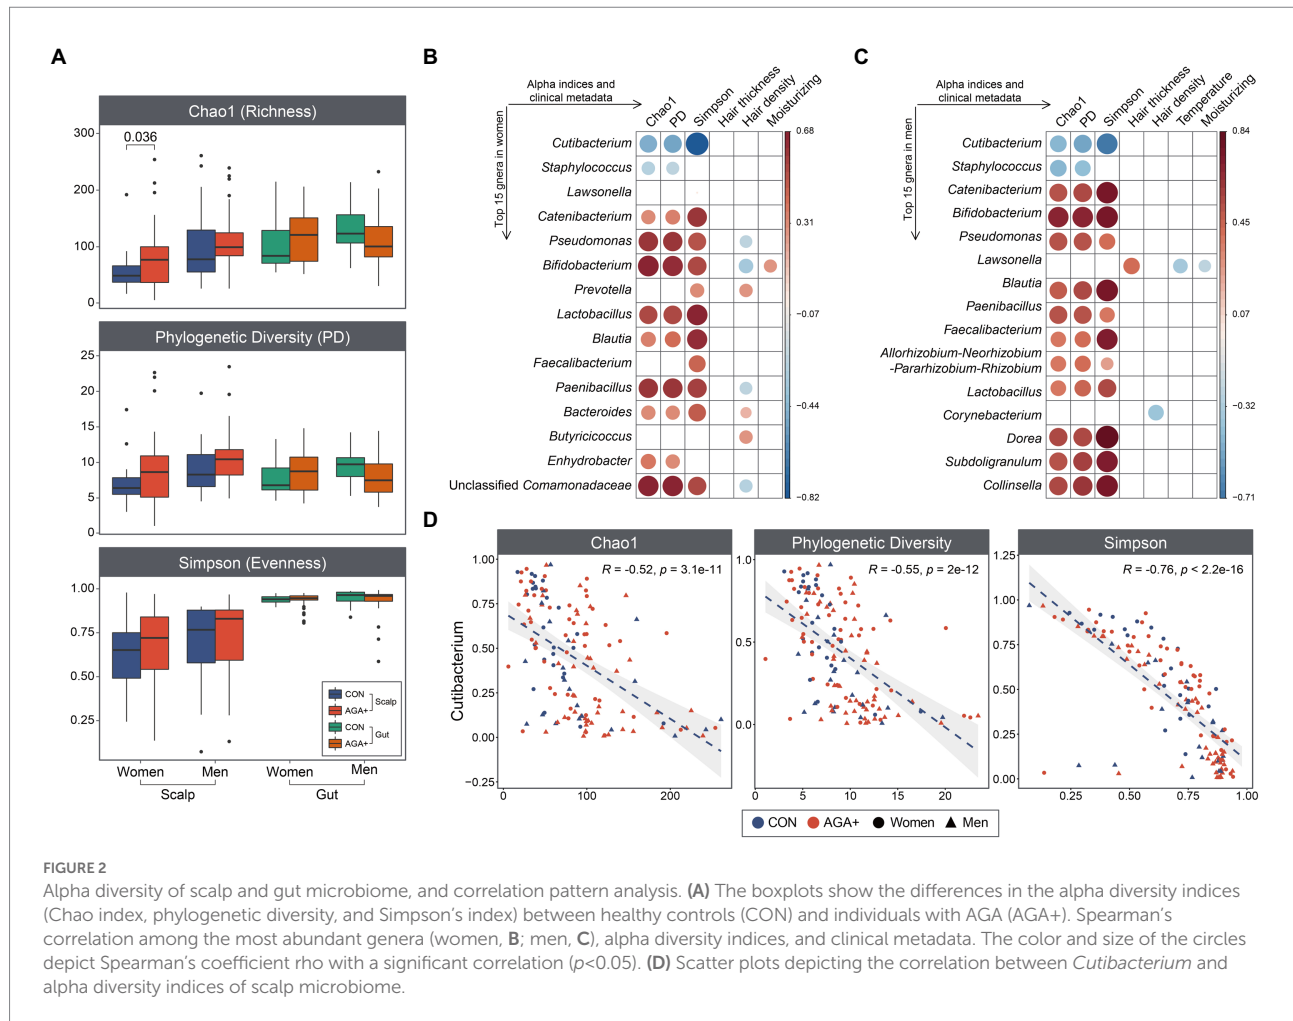 A
Chao1 (Richness)
300
200
100
0
0.036
Phylogenetic Diversity (PD)
25
20
15
10
5
0
Simpson (Evenness)
1.00
0.75
0.50
0.25
CON
AGA+
Scalp
CON
AGA+
Gut
Women
Men
Women
Men
Scalp
Gut
B
Alpha indices and
clinical metadata
Top 15 gnera in women
Chao1
PD
Simpson
Hair thickness
Hair density
Moisturizing
Cutibacterium
Staphylococcus
Lawsonella
Catenibacterium
Pseudomonas
Bifidobacterium
Prevotella
Lactobacillus
Blautia
Faecalibacterium
Paenibacillus
Bacteroides
Butyricicoccus
Enhydrobacter
Unclassified Comamonadaceae
0.68
0.31
−0.07
−0.44
−0.82
C
Alpha indices and
clinical metadata
Top 15 gnera in men
Chao1
PD
Simpson
Hair thickness
Hair density
Temperature
Moisturizing
Cutibacterium
Staphylococcus
Catenibacterium
Bifidobacterium
Pseudomonas
Lawsonella
Blautia
Paenibacillus
Faecalibacterium
Allorhizobium-Neorhizobium
-Pararhizobium-Rhizobium
Lactobacillus
Corynebacterium
Dorea
Subdoligranulum
Collinsella
0.84
0.45
0.07
−0.32
−0.71
D
Cutibacterium
Chao1
R = -0.52, p = 3.1e-11
1.00
0.75
0.50
0.25
0.00
−0.25
0
100
200
Phylogenetic Diversity
R = -0.55, p = 2e-12
1.0
0.5
0.0
0
5
10
15
20
Simpson
R = -0.76, p < 2.2e-16
1.25
1.00
0.75
0.50
0.25
0.00
0.25
0.50
0.75
1.00
CON
AGA+
Women
Men
FIGURE 2
Alpha diversity of scalp and gut microbiome, and correlation pattern analysis. (A) The boxplots show the differences in the alpha diversity indices
(Chao index, phylogenetic diversity, and Simpson’s index) between healthy controls (CON) and individuals with AGA (AGA+). Spearman’s
correlation among the most abundant genera (women, B; men, C), alpha diversity indices, and clinical metadata. The color and size of the circles
depict Spearman’s coefficient rho with a significant correlation (p<0.05). (D) Scatter plots depicting the correlation between Cutibacterium and
alpha diversity indices of scalp microbiome.